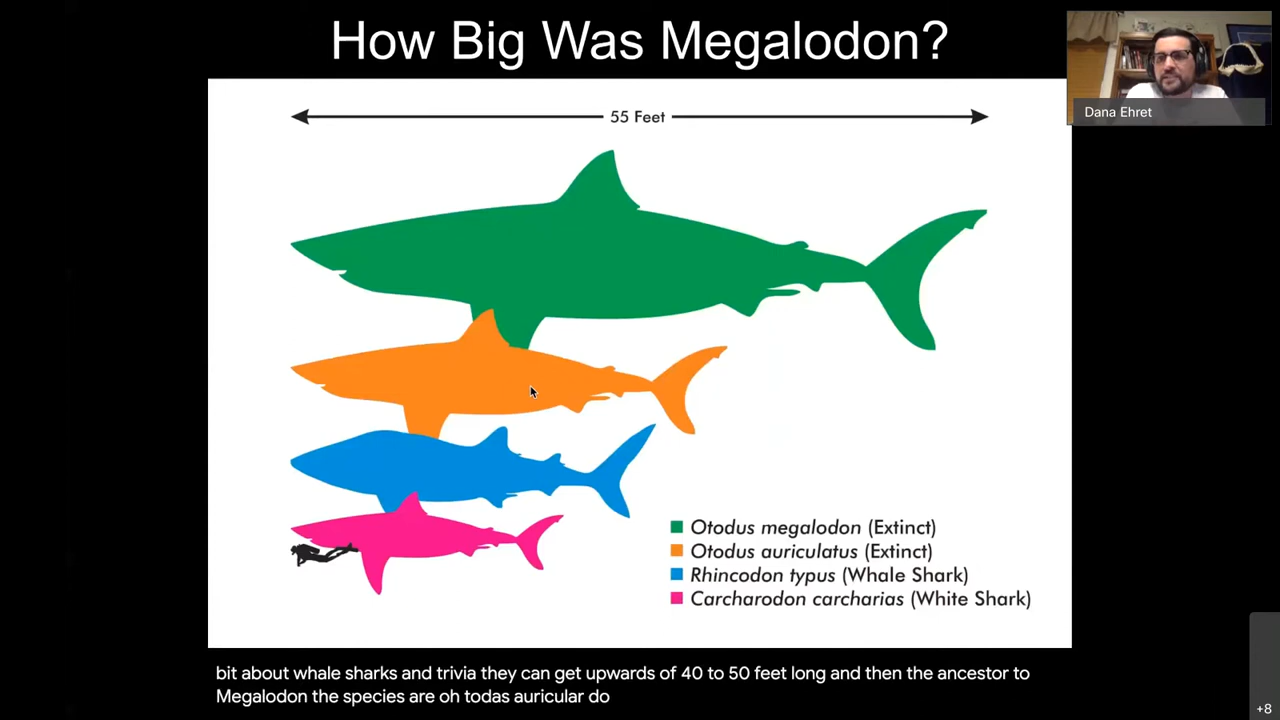 How Big Was Megalodon?
Dana Ehret
55 Feet
Otodus megalodon (Extinct)
Otodus auriculatus (Extinct)
Rhincodon typus (Whale Shark)
Carcharodon carcharias (White Shark)
bit about whale sharks and trivia they can get upwards of 40 to 50 feet long and then the ancestor to
Megalodon the species are oh todas auricular do
+8